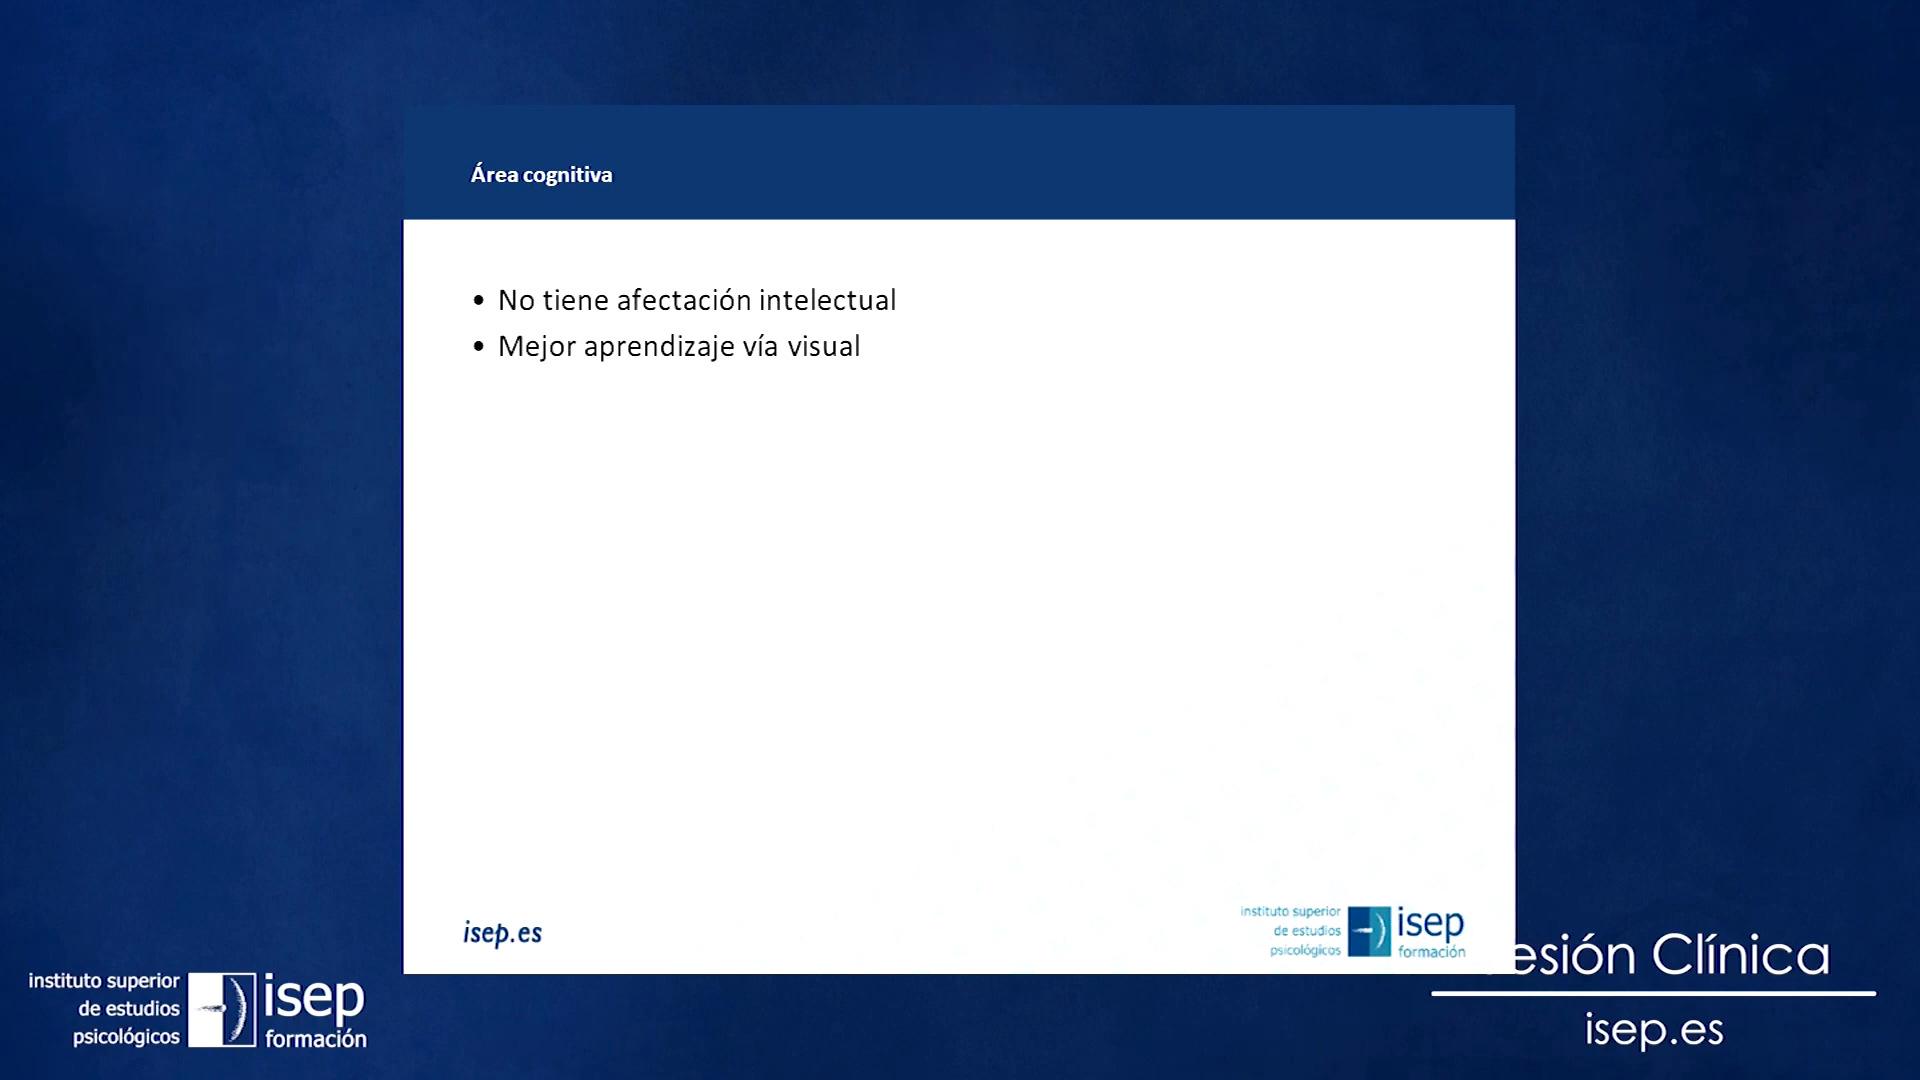 Área cognitiva
• No tiene afectación intelectual
• Mejor aprendizaje vía visual
isep.es
instituto superior
de estudios
psicológicos
isep
formación
esión Clínica
isep.es
instituto superior
de estudios
psicológicos
isep
formación